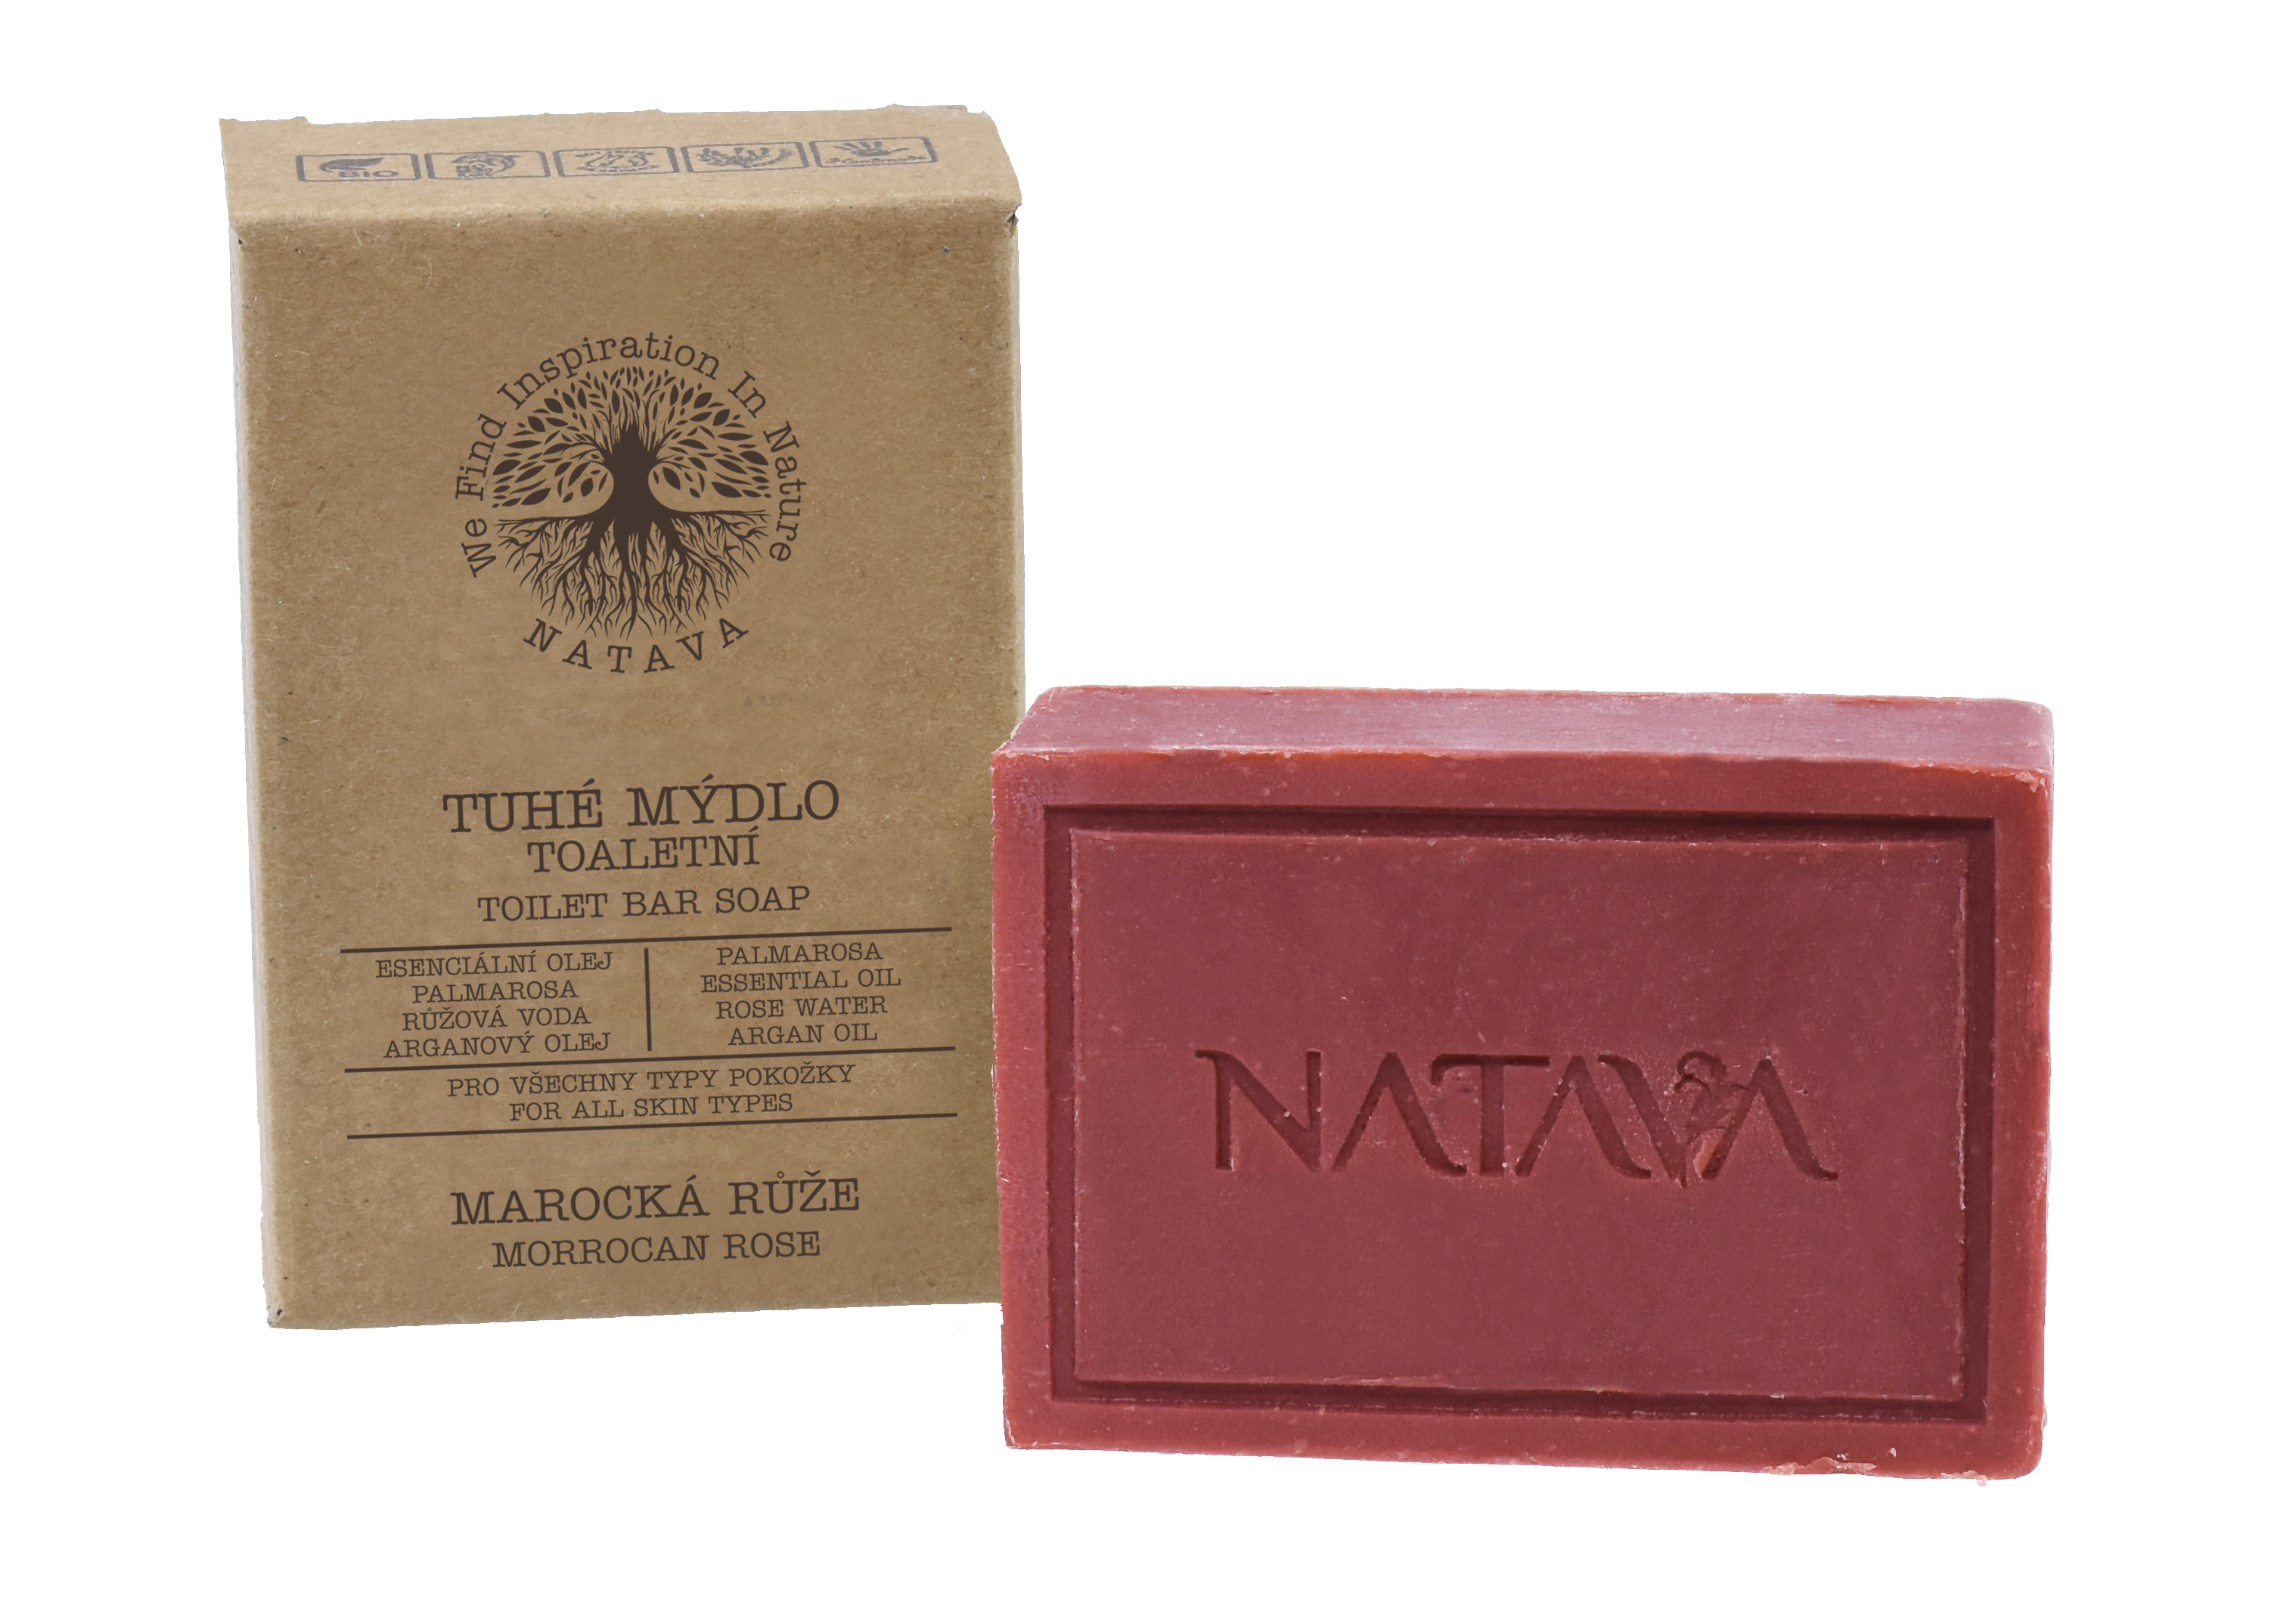 BIO
Handmade
We Find Inspiration In Nature
NATAVA
TUHÉ MÝDLO
TOALETNÍ
TOILET BAR SOAP
ESENCIÁLNÍ OLEJ
PALMAROSA
RŮŽOVÁ VODA
ARGANOVÝ OLEJ
PALMAROSA
ESSENTIAL OIL
ROSE WATER
ARGAN OIL
PRO VŠECHNY TYPY POKOŽKY
FOR ALL SKIN TYPES
MAROCKÁ RŮŽE
MORROCAN ROSE
NATAVA